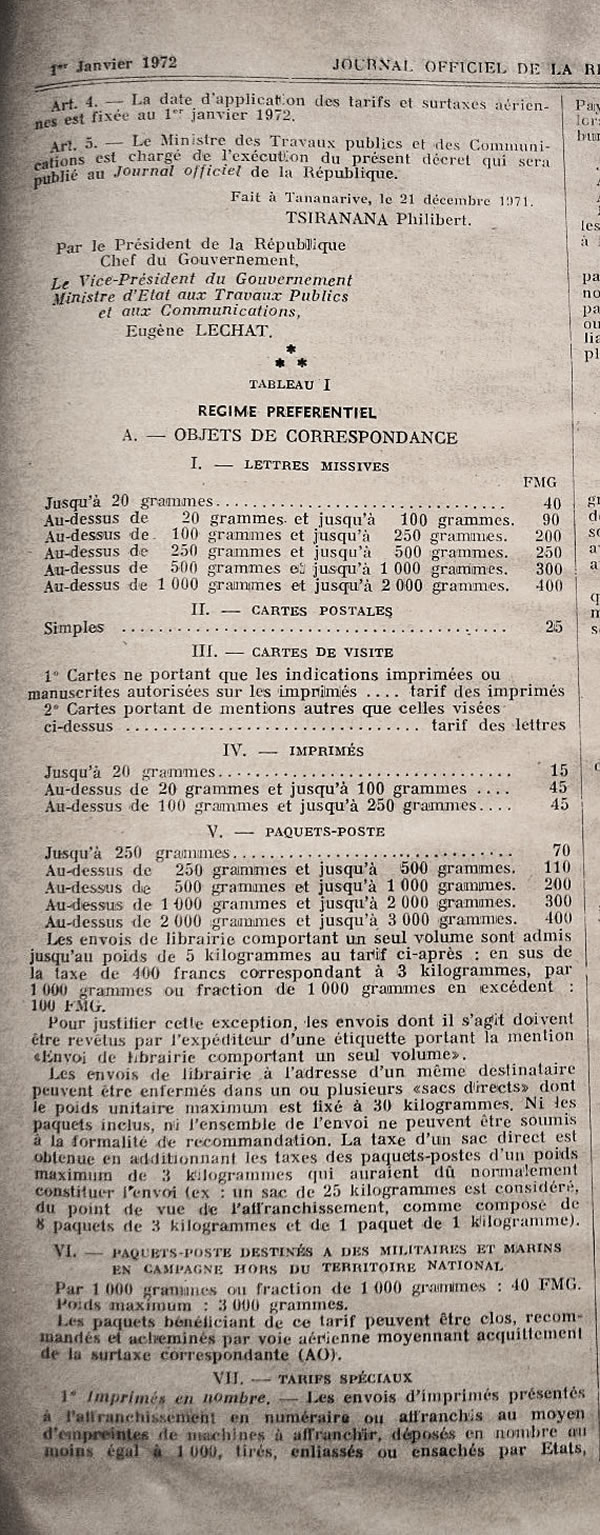 1er Janvier 1972
JOURNAL OFFICIEL DE LA
Art. 4. — La date d'application des tarifs et surtaxes aérien-
nes est fixée au 1er janvier 1972.
Art. 5. — Le Ministre des Travaux publics et des Communi-
cations est chargé de l'exécution du présent décret qui sera
publié au Journal officiel de la République.
Fait à Tananarive, le 21 décembre 1971.
TSIRANANA Philibert.
Par le Président de la République
Chef du Gouvernement,
Le Vice-Président du Gouvernement
Ministre d'Etat aux Travaux Publics
et aux Communications,
Eugène LECHAT.
*
* *
TABLEAU I
REGIME PREFERENTIEL
A. — OBJETS DE CORRESPONDANCE
I. — LETTRES MISSIVES
FMG
Jusqu'à 20 grammes................................ 40
Au-dessus de 20 grammes et jusqu'à 100 grammes. 90
Au-dessus de 100 grammes et jusqu'à 250 grammes. 200
Au-dessus de 250 grammes et jusqu'à 500 grammes. 250
Au-dessus de 500 grammes et jusqu'à 1 000 grammes. 300
Au-dessus de 1 000 grammes et jusqu'à 2 000 grammes. 400
II. — CARTES POSTALES
Simples .......................................... 25
III. — CARTES DE VISITE
1° Cartes ne portant que les indications imprimées ou
manuscrites autorisées sur les imprimés .... tarif des imprimés
2° Cartes portant de mentions autres que celles visées
ci-dessus ................................ tarif des lettres
IV. — IMPRIMÉS
Jusqu'à 20 grammes................................ 15
Au-dessus de 20 grammes et jusqu'à 100 grammes .... 45
Au-dessus de 100 grammes et jusqu'à 250 grammes.... 45
V. — PAQUETS-POSTE
Jusqu'à 250 grammes............................... 70
Au-dessus de 250 grammes et jusqu'à 500 grammes. 110
Au-dessus de 500 grammes et jusqu'à 1 000 grammes. 200
Au-dessus de 1 000 grammes et jusqu'à 2 000 grammes. 300
Au-dessus de 2 000 grammes et jusqu'à 3 000 grammes. 400
Les envois de librairie comportant un seul volume sont admis
jusqu'au poids de 5 kilogrammes au tarif ci-après : en sus de
la taxe de 400 francs correspondant à 3 kilogrammes, par
1 000 grammes ou fraction de 1 000 grammes en excédent :
100 FMG.
Pour justifier cette exception, les envois dont il s'agit doivent
être revêtus par l'expéditeur d'une étiquette portant la mention
«Envoi de librairie comportant un seul volume».
Les envois de librairie à l'adresse d'un même destinataire
peuvent être enfermés dans un ou plusieurs «sacs directs» dont
le poids unitaire maximum est fixé à 30 kilogrammes. Ni les
paquets inclus, ni l'ensemble de l'envoi ne peuvent être soumis
à la formalité de recommandation. La taxe d'un sac direct est
obtenue en additionnant les taxes des paquets-postes d'un poids
maximum de 3 kilogrammes qui auraient dû normalement
constituer l'envoi (ex : un sac de 25 kilogrammes est considéré,
du point de vue de l'affranchissement, comme composé de
8 paquets de 3 kilogrammes et de 1 paquet de 1 kilogramme).
VI. — PAQUETS-POSTE DESTINÉS A DES MILITAIRES ET MARINS
EN CAMPAGNE HORS DU TERRITOIRE NATIONAL
Par 1 000 grammes ou fraction de 1 000 grammes : 40 FMG.
Poids maximum : 3 000 grammes.
Les paquets bénéficiant de ce tarif peuvent être clos, recom-
mandés et acheminés par voie aérienne moyennant acquittement
de la surtaxe correspondante (AO).
VII. — TARIFS SPÉCIAUX
1° Imprimés en nombre. — Les envois d'imprimés présentés
à l'affranchissement en numéraire ou affranchis au moyen
d'empreintes de machines à affranchir, déposés en nombre au
moins égal à 1 000, tirés, enliassés ou ensachés par Etats,